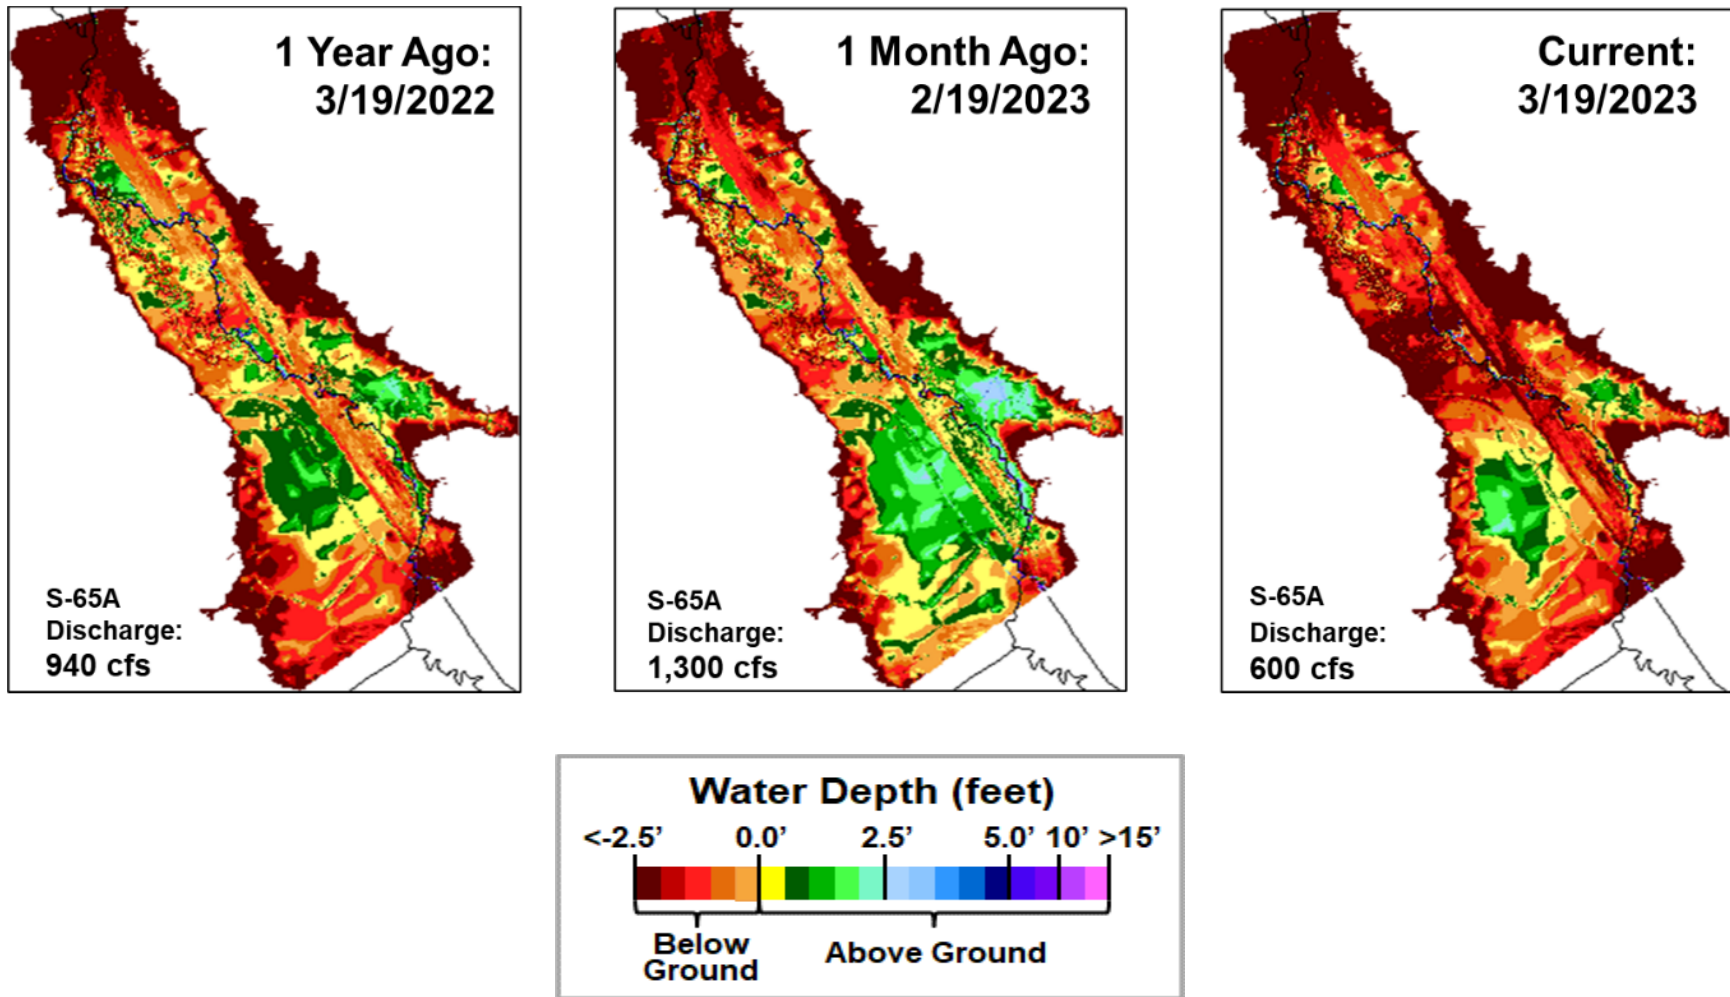 1 Year Ago:
3/19/2022
S-65A
Discharge:
940 cfs
1 Month Ago:
2/19/2023
S-65A
Discharge:
1,300 cfs
Current:
3/19/2023
S-65A
Discharge:
600 cfs
Water Depth (feet)
<-2.5’ 0.0’ 2.5’ 5.0’ 10’ >15’
Below
Ground
Above Ground